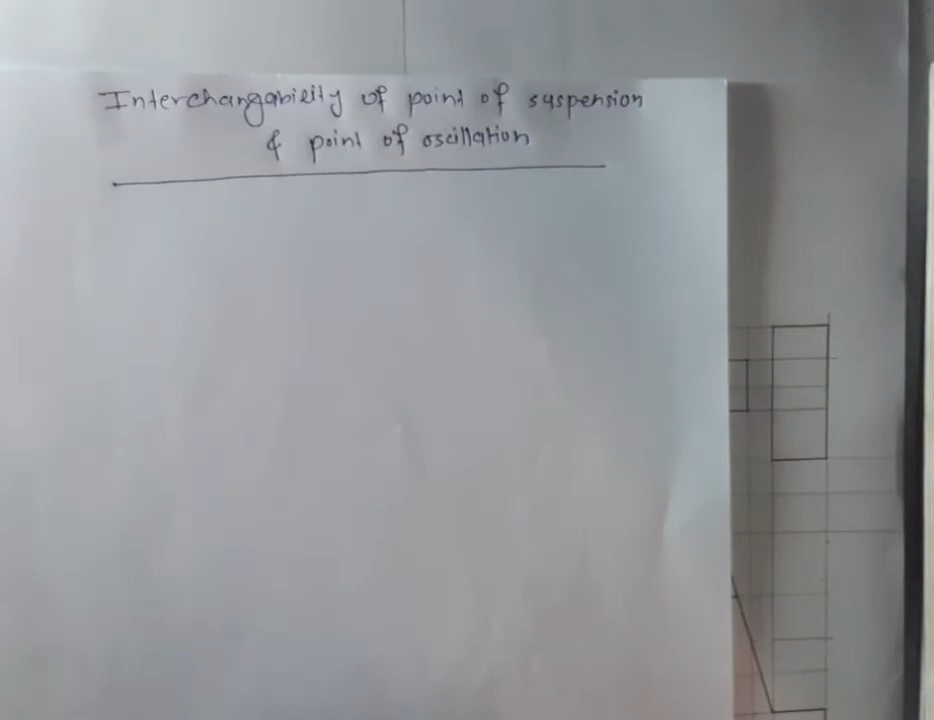 Interchangability of point of suspension
& point of oscillation